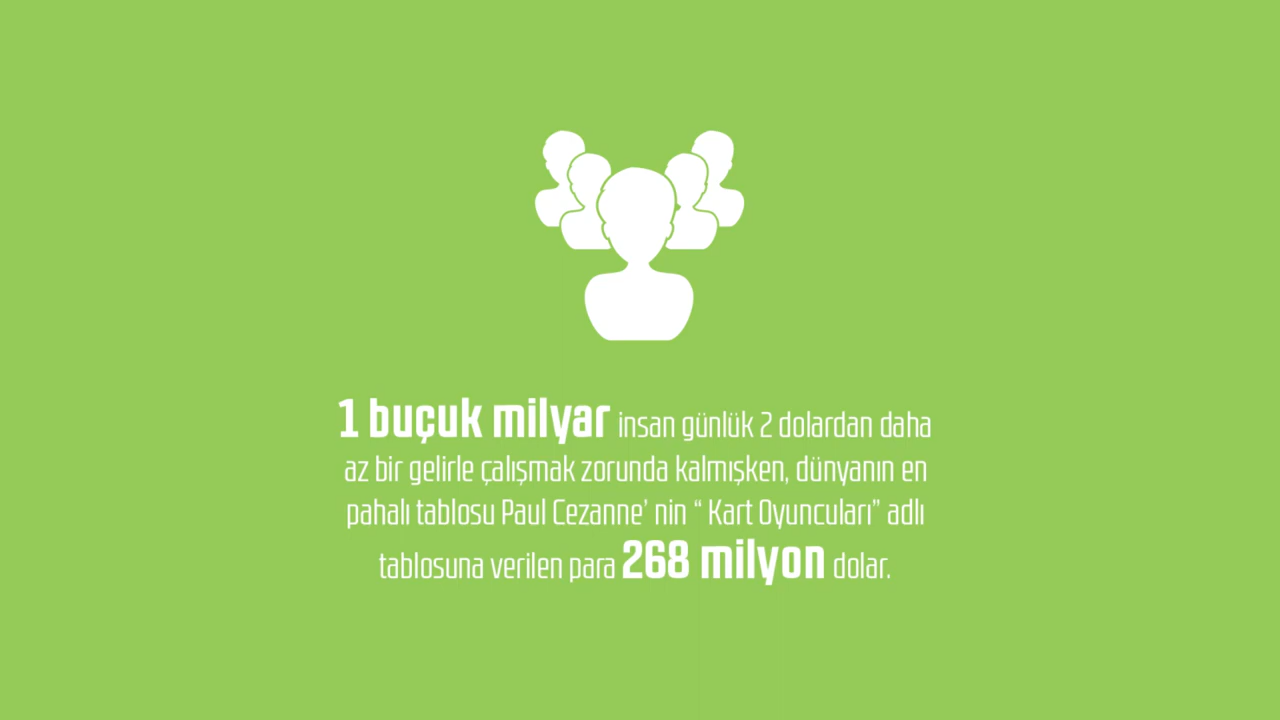 1 buçuk milyar insan günlük 2 dolardan daha
az bir gelirle çalışmak zorunda kalmışken, dünyanın en
pahalı tablosu Paul Cezanne’ nin “ Kart Oyuncuları” adlı
tablosuna verilen para 268 milyon dolar.